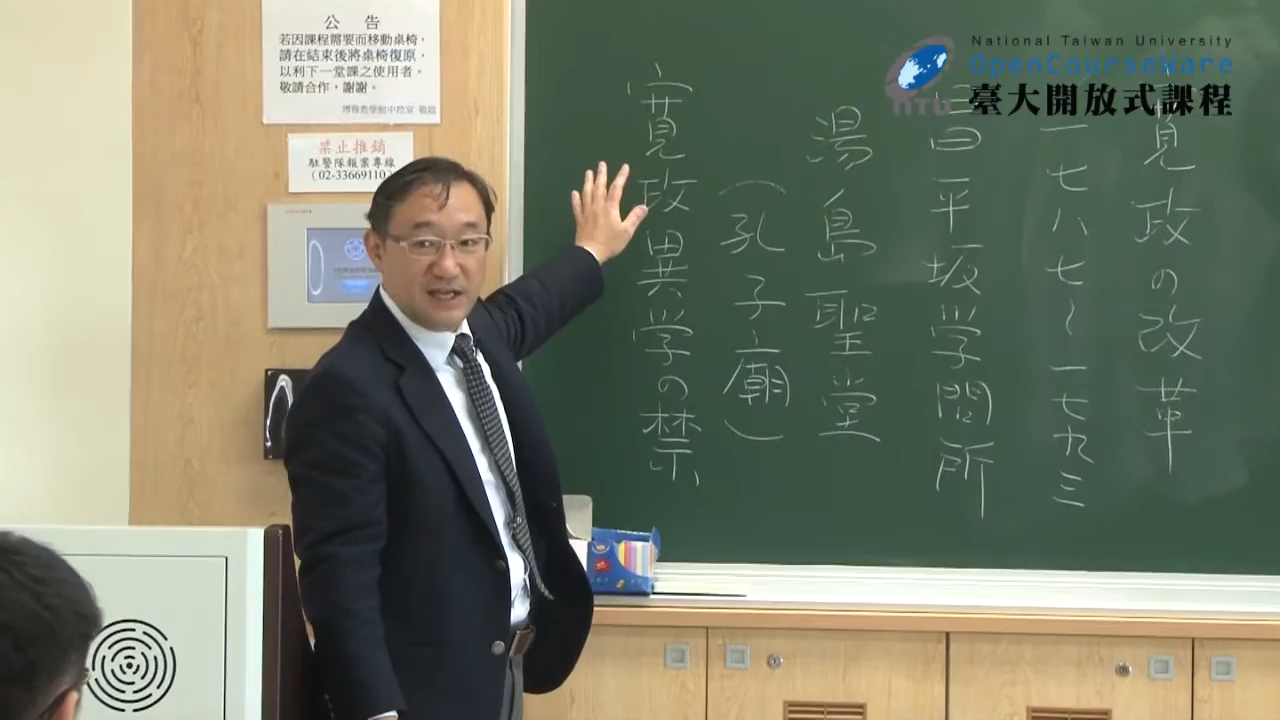 公告
若因課程需要而移動桌椅，
請在結束後將桌椅復原，
以利下一堂課之使用者。
敬請合作，謝謝。
博雅教學館中控室 敬啟
禁止推銷
駐警隊報案專線
(02-33669110)
National Taiwan University
OpenCourseWare
臺大開放式課程
NTU
寛政の改革
一七八七～一七九三
昌平坂学問所
湯島聖堂
（孔子廟）
寛政異学の禁